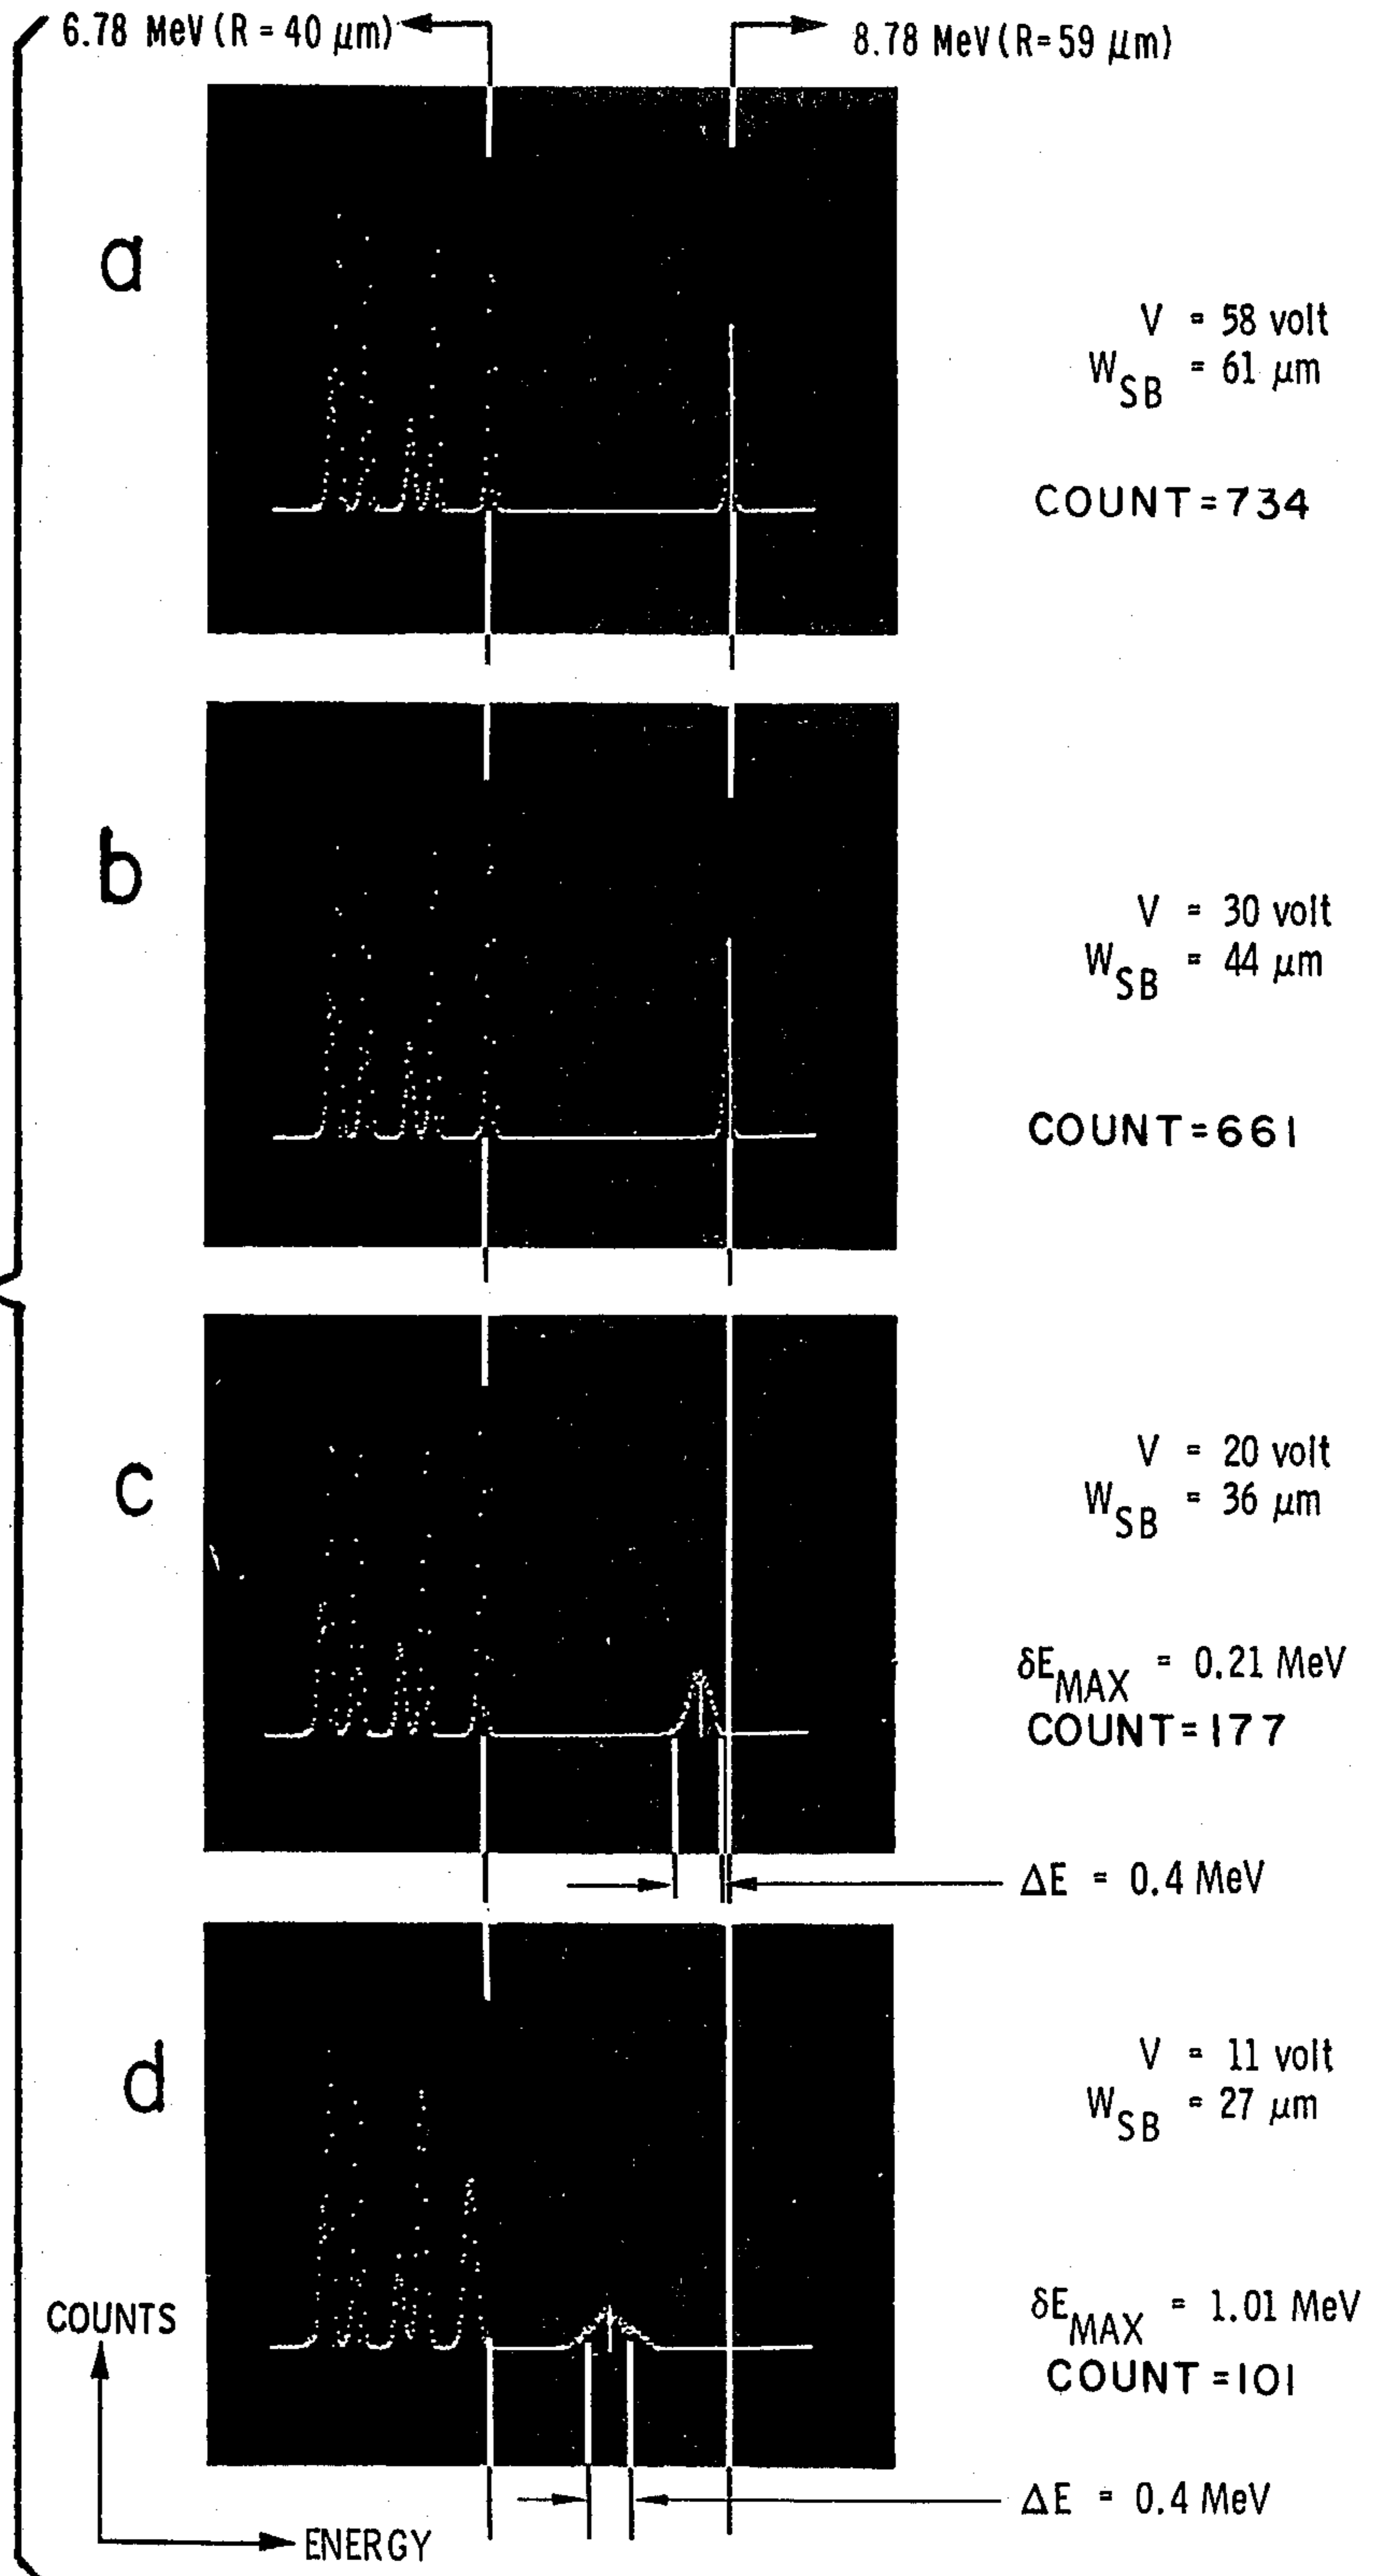 6.78 MeV (R = 40 μm)
8.78 MeV (R=59 μm)
a
V = 58 volt
W_SB = 61 μm
COUNT=734
b
V = 30 volt
W_SB = 44 μm
COUNT=661
c
V = 20 volt
W_SB = 36 μm
δE_MAX = 0.21 MeV
COUNT=177
ΔE = 0.4 MeV
d
V = 11 volt
W_SB = 27 μm
δE_MAX = 1.01 MeV
COUNT=101
ΔE = 0.4 MeV
COUNTS
ENERGY